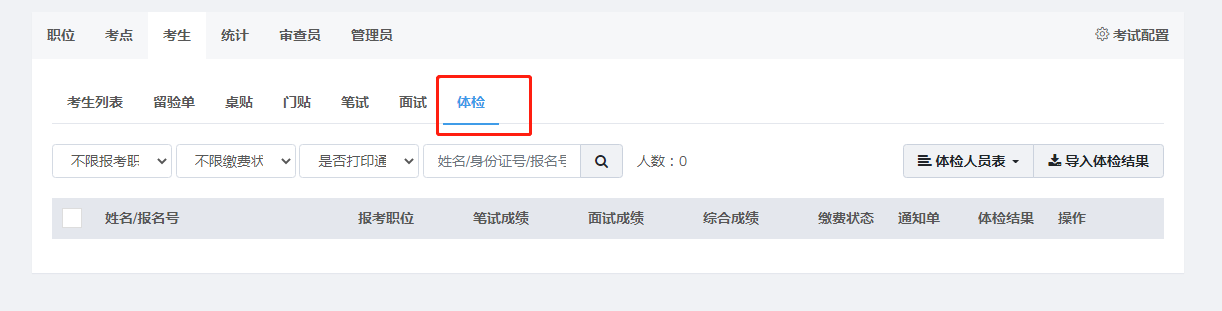 职位 考点 考生 统计 审查员 管理员 考试配置
考生列表 留验单 桌贴 门贴 笔试 面试 体检
不限报考职 不限缴费状 是否打印通 姓名/身份证号/报名号 人数：0 体检人员表 导入体检结果
姓名/报名号 报考职位 笔试成绩 面试成绩 综合成绩 缴费状态 通知单 体检结果 操作